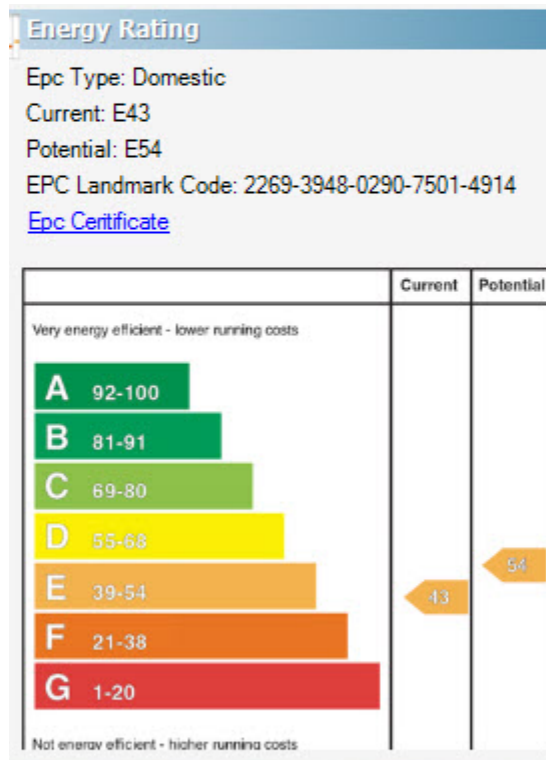 Energy Rating
Epc Type: Domestic
Current: E43
Potential: E54
EPC Landmark Code: 2269-3948-0290-7501-4914
Epc Ceritificate
Current Potential
Very energy efficient - lower running costs
A 92-100
B 81-91
C 69-80
D 55-68
54
E 39-54
43
F 21-38
G 1-20
Not energy efficient - higher running costs